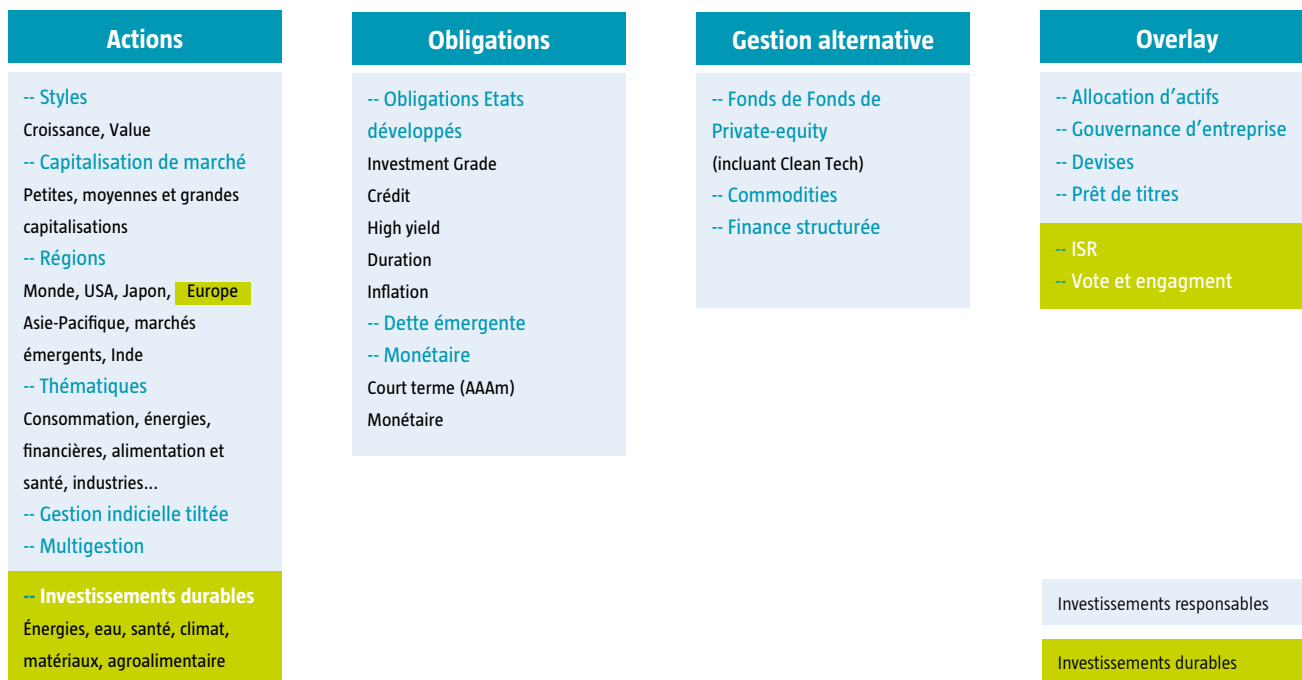 Actions
-- Styles
Croissance, Value
-- Capitalisation de marché
Petites, moyennes et grandes
capitalisations
-- Régions
Monde, USA, Japon, Europe
Asie-Pacifique, marchés
émergents, Inde
-- Thématiques
Consommation, énergies,
financières, alimentation et
santé, industries...
-- Gestion indicielle tiltée
-- Multigestion
-- Investissements durables
Énergies, eau, santé, climat,
matériaux, agroalimentaire
Obligations
-- Obligations Etats
développés
Investment Grade
Crédit
High yield
Duration
Inflation
-- Dette émergente
-- Monétaire
Court terme (AAAm)
Monétaire
Gestion alternative
-- Fonds de Fonds de
Private-equity
(incluant Clean Tech)
-- Commodities
-- Finance structurée
Overlay
-- Allocation d'actifs
-- Gouvernance d'entreprise
-- Devises
-- Prêt de titres
-- ISR
-- Vote et engagment
Investissements responsables
Investissements durables